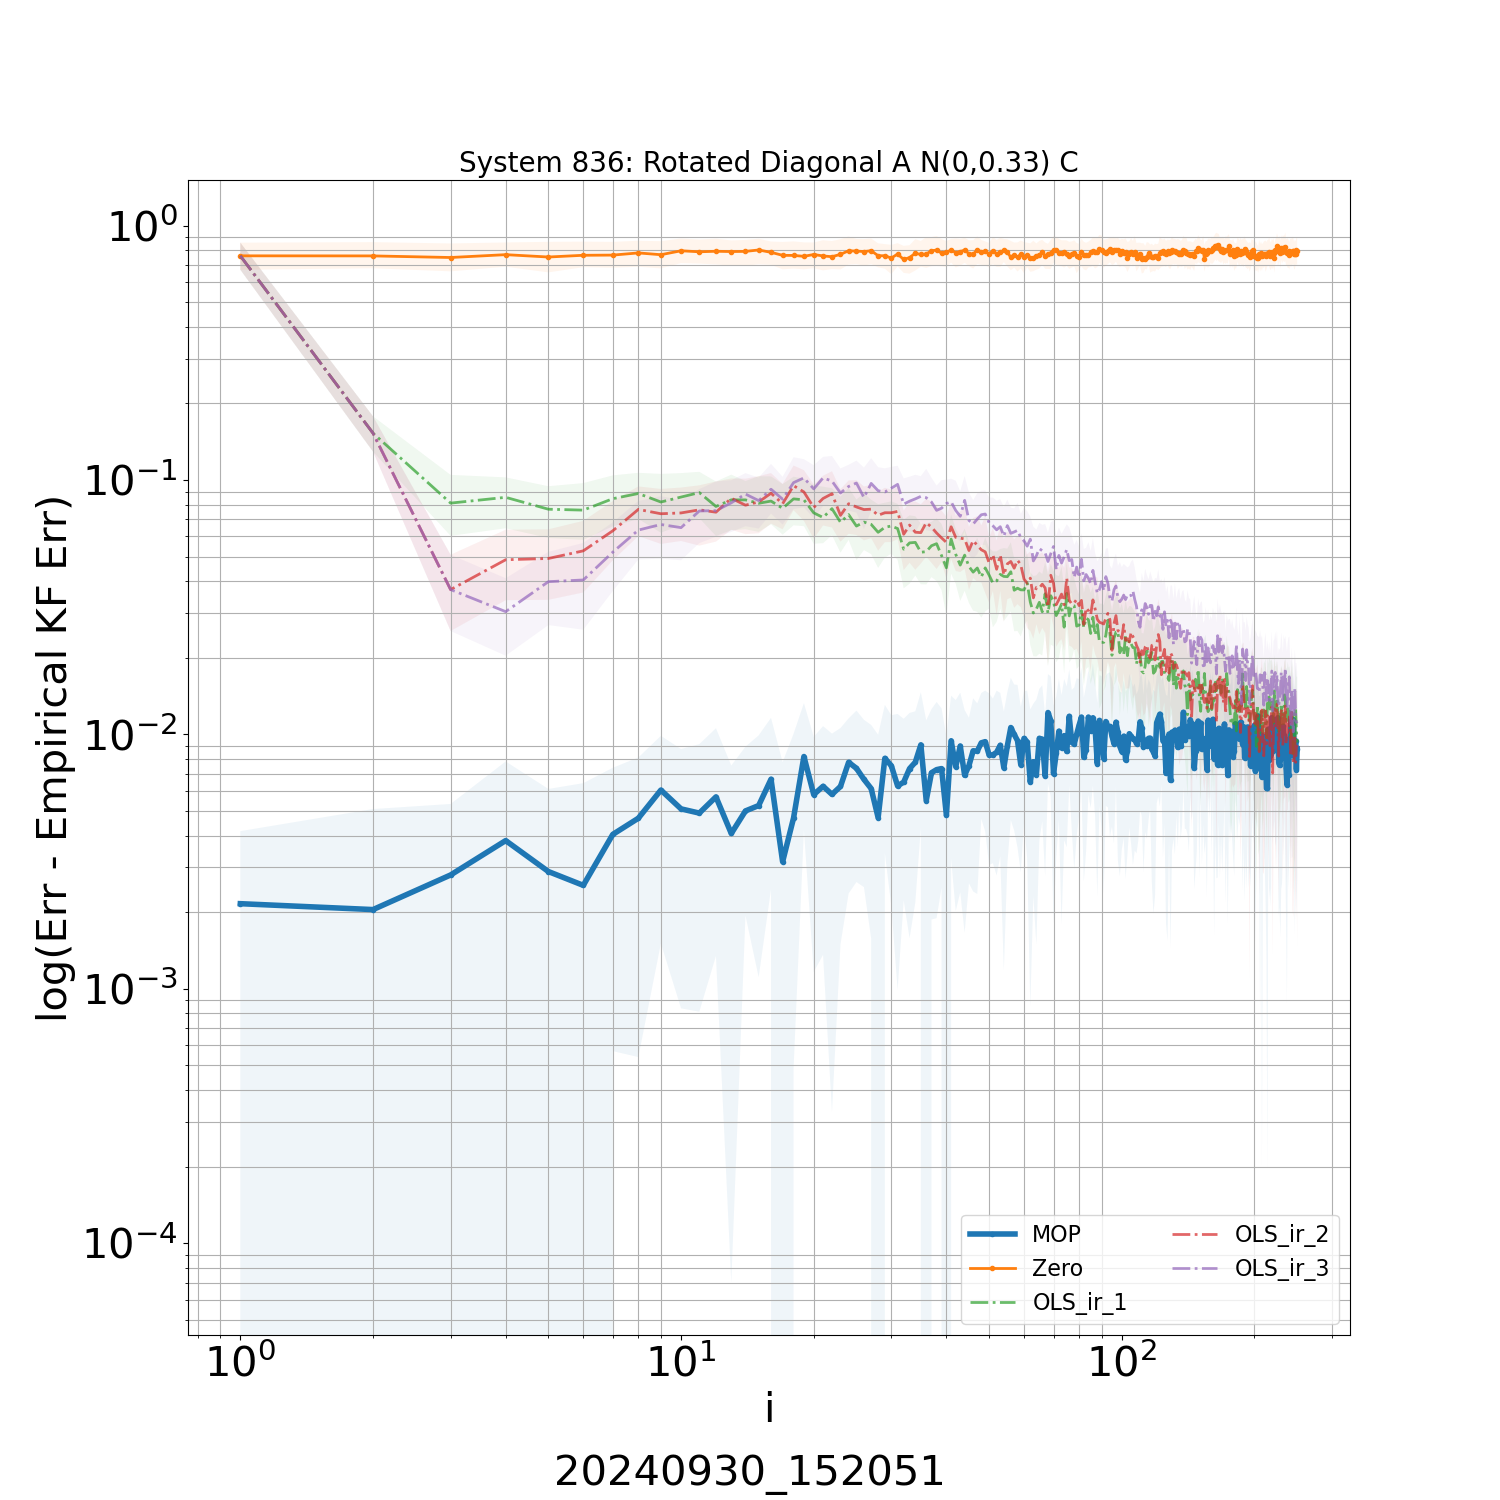 System 836: Rotated Diagonal A N(0,0.33) C
log(Err - Empirical KF Err)
10^0
10^-1
10^-2
10^-3
10^-4
10^0 10^1 10^2
i
MOP
Zero
OLS_ir_1
OLS_ir_2
OLS_ir_3
20240930_152051